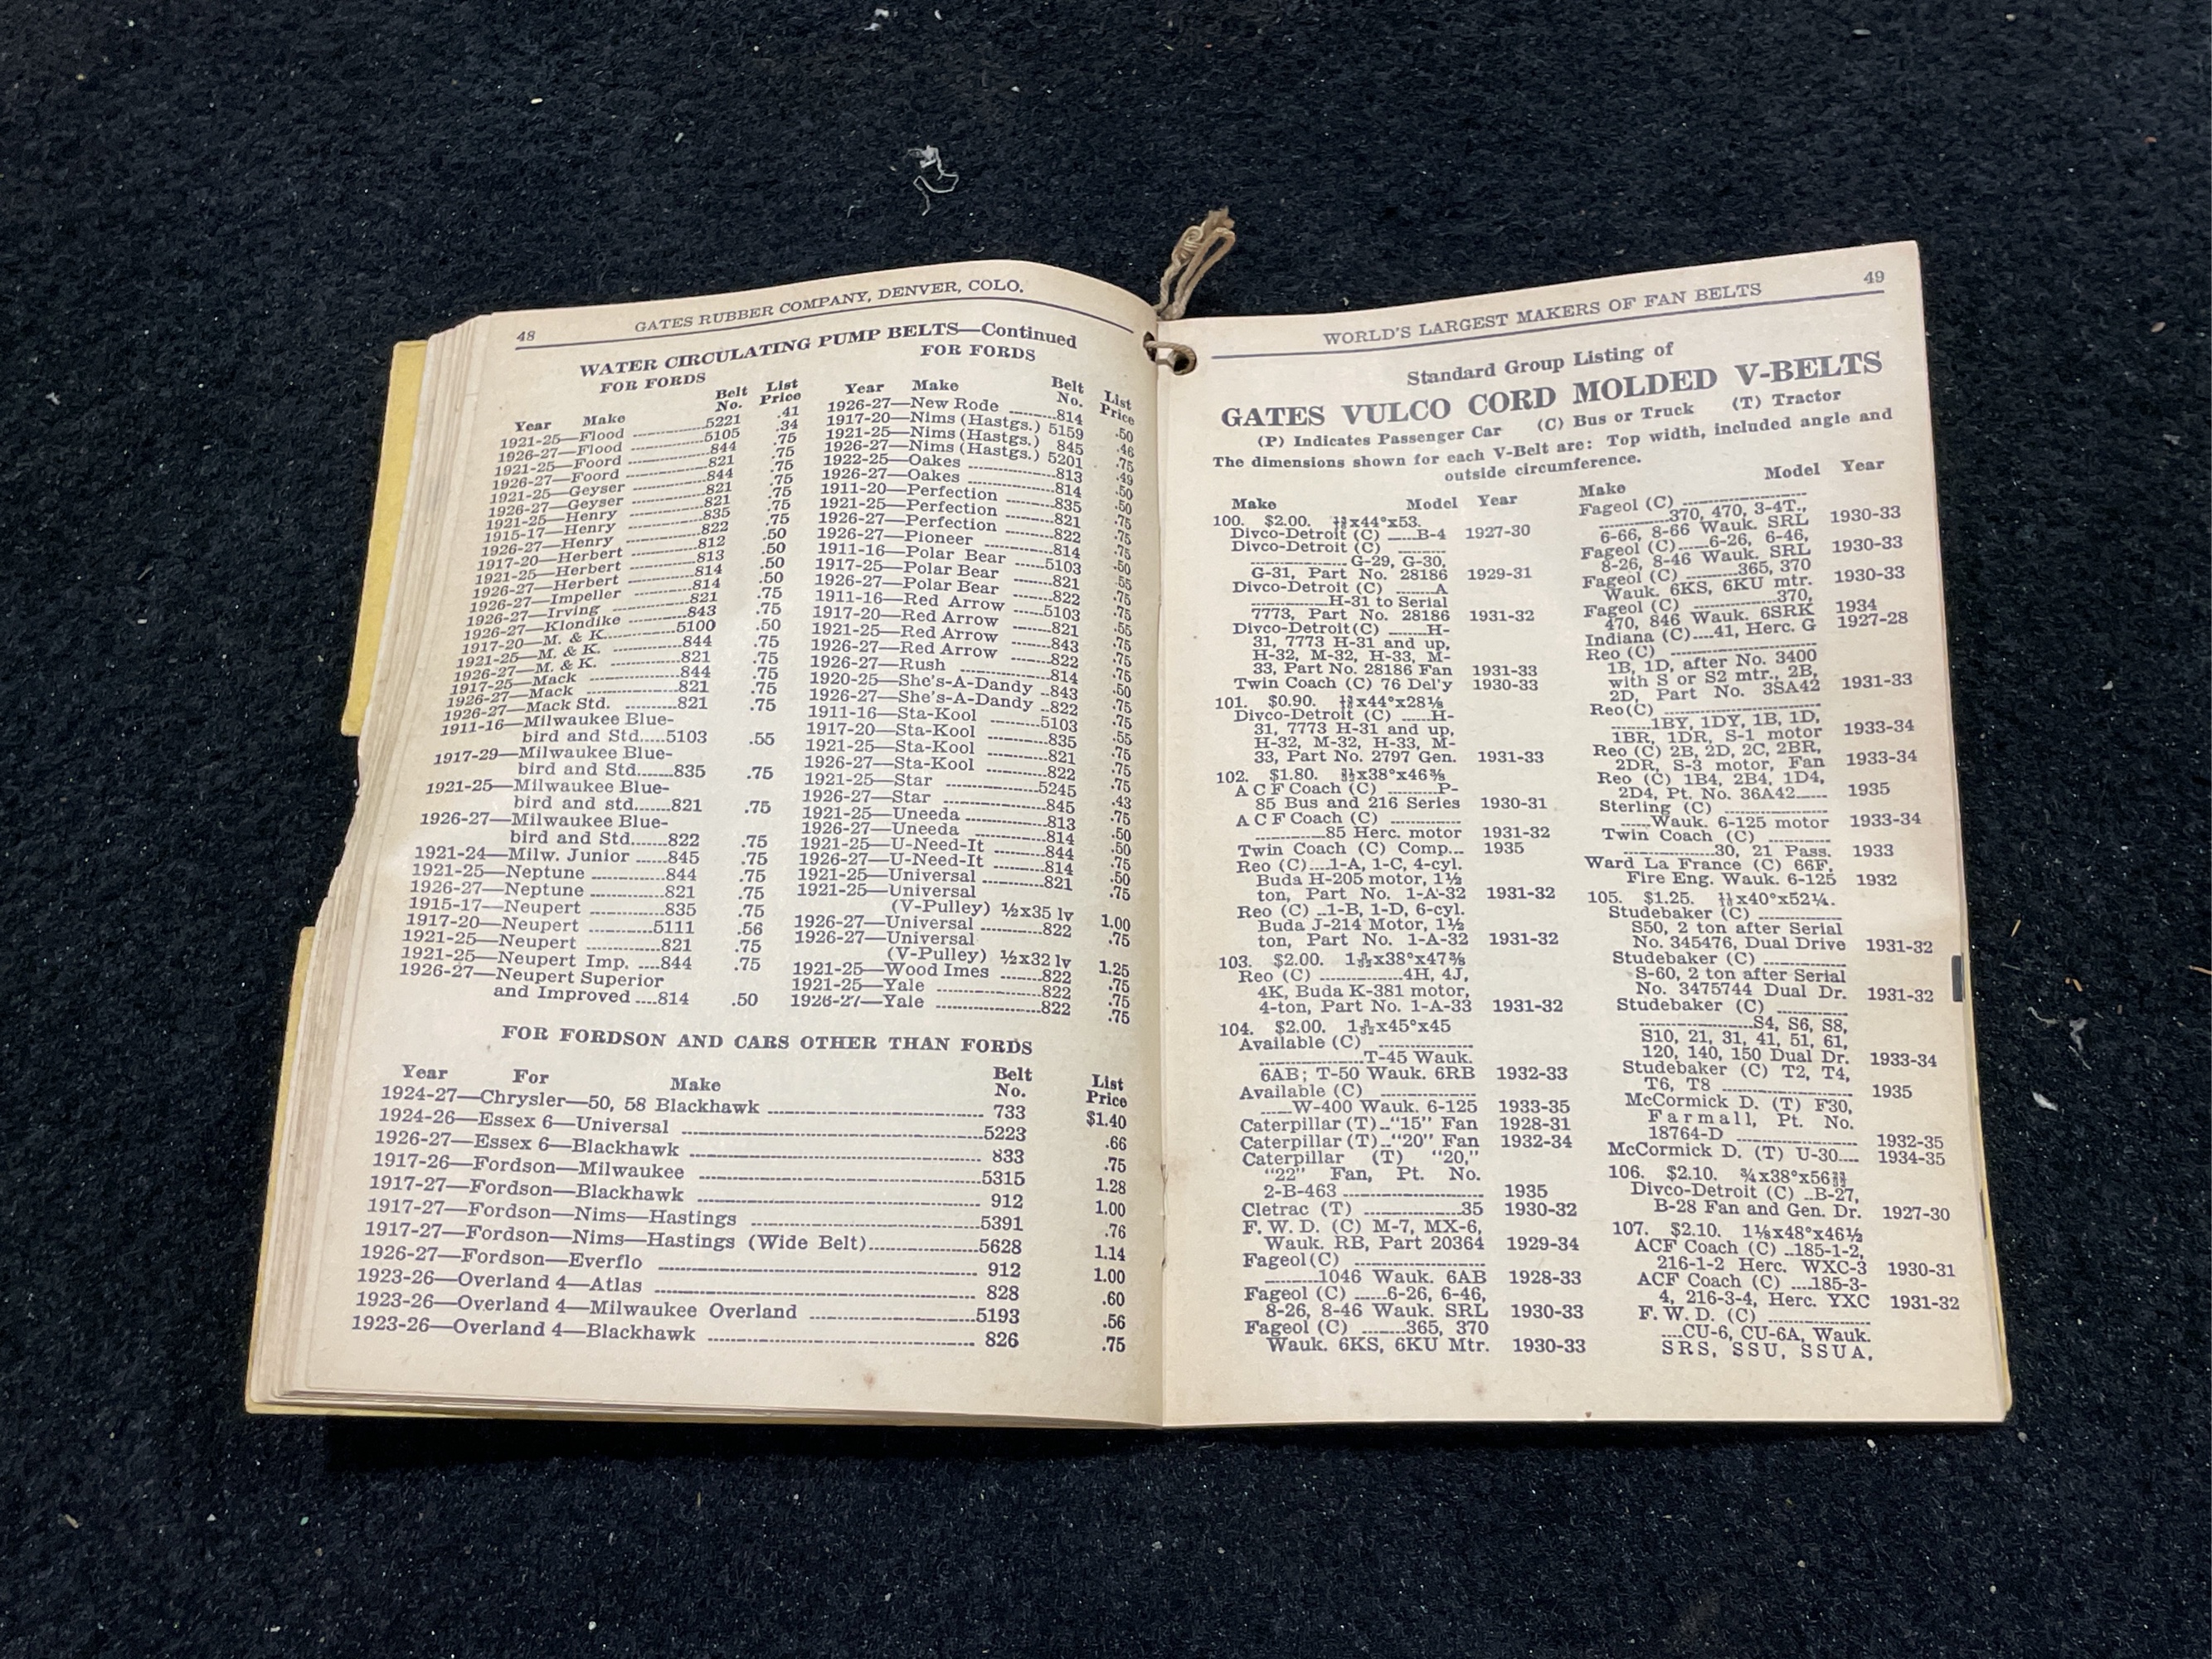 48
GATES RUBBER COMPANY, DENVER, COLO.
WATER CIRCULATING PUMP BELTS—Continued
FOR FORDS
Year Make Belt No. List Price
1921-25—Flood 5221 .41
1926-27—Flood 5105 .34
1921-25—Foord 844 .75
1926-27—Foord 821 .75
1921-25—Geyser 844 .75
1926-27—Geyser 821 .75
1921-25—Henry 821 .75
1915-17—Henry 835 .75
1926-27—Henry 822 .75
1917-20—Herbert 812 .50
1921-25—Herbert 813 .50
1926-27—Herbert 814 .50
1926-27—Impeller 814 .50
1926-27—Irving 821 .75
1926-27—Klondike 843 .75
1917-20—M. & K. 5100 .50
1921-25—M. & K. 844 .75
1926-27—M. & K. 821 .75
1917-25—Mack 844 .75
1926-27—Mack 821 .75
1926-27—Mack Std. 821 .75
1911-16—Milwaukee Blue-
bird and Std. 5103 .55
1917-29—Milwaukee Blue-
bird and Std. 835 .75
1921-25—Milwaukee Blue-
bird and std. 821 .75
1926-27—Milwaukee Blue-
bird and Std. 822 .75
1921-24—Milw. Junior 845 .75
1921-25—Neptune 844 .75
1926-27—Neptune 821 .75
1915-17—Neupert 835 .75
1917-20—Neupert 5111 .56
1921-25—Neupert 821 .75
1921-25—Neupert Imp. 844 .75
1926-27—Neupert Superior
and Improved 814 .50
FOR FORDS
Year Make Belt No. List Price
1926-27—New Rode 814 .50
1917-20—Nims (Hastgs.) 5159 .46
1921-25—Nims (Hastgs.) 845 .75
1926-27—Nims (Hastgs.) 5201 .49
1922-25—Oakes 813 .50
1926-27—Oakes 814 .50
1911-20—Perfection 835 .75
1921-25—Perfection 821 .75
1926-27—Perfection 822 .75
1926-27—Pioneer 814 .50
1911-16—Polar Bear 5103 .55
1917-25—Polar Bear 821 .75
1926-27—Polar Bear 822 .75
1911-16—Red Arrow 5103 .55
1917-20—Red Arrow 821 .75
1921-25—Red Arrow 843 .75
1926-27—Red Arrow 822 .75
1926-27—Rush 814 .50
1920-25—She's-A-Dandy 843 .75
1926-27—She's-A-Dandy 822 .75
1911-16—Sta-Kool 5103 .55
1917-20—Sta-Kool 835 .75
1921-25—Sta-Kool 821 .75
1926-27—Sta-Kool 822 .75
1921-25—Star 5245 .43
1926-27—Star 845 .75
1921-25—Uneeda 813 .50
1926-27—Uneeda 814 .50
1921-25—U-Need-It 844 .75
1926-27—U-Need-It 814 .50
1921-25—Universal 821 .75
1921-25—Universal
(V-Pulley) ½x35 lv 1.00
1926-27—Universal 822 .75
1926-27—Universal
(V-Pulley) ½x32 lv 1.25
1921-25—Wood Imes 822 .75
1921-25—Yale 822 .75
1926-27—Yale 822 .75
FOR FORDSON AND CARS OTHER THAN FORDS
Year For Make Belt No. List Price
1924-27—Chrysler—50, 58 Blackhawk 733 $1.40
1924-26—Essex 6—Universal 5223 .66
1926-27—Essex 6—Blackhawk 833 .75
1917-26—Fordson—Milwaukee 5315 1.28
1917-27—Fordson—Blackhawk 912 1.00
1917-27—Fordson—Nims—Hastings 5391 .76
1917-27—Fordson—Nims—Hastings (Wide Belt) 5628 1.14
1926-27—Fordson—Everflo 912 1.00
1923-26—Overland 4—Atlas 828 .60
1923-26—Overland 4—Milwaukee Overland 5193 .56
1923-26—Overland 4—Blackhawk 826 .75
WORLD'S LARGEST MAKERS OF FAN BELTS
49
Standard Group Listing of
GATES VULCO CORD MOLDED V-BELTS
(P) Indicates Passenger Car (C) Bus or Truck (T) Tractor
The dimensions shown for each V-Belt are: Top width, included angle and
outside circumference.
Make Model Year
100. $2.00. x44°x53.
Divco-Detroit (C) B-4 1927-30
Divco-Detroit (C)
G-29, G-30,
G-31, Part No. 28186 1929-31
Divco-Detroit (C) A
H-31 to Serial
7773, Part No. 28186 1931-32
Divco-Detroit (C) H-
31, 7773 H-31 and up,
H-32, M-32, H-33, M-
33, Part No. 28186 Fan 1931-33
Twin Coach (C) 76 Del'y 1930-33
101. $0.90. x44°x28⅛
Divco-Detroit (C) H-
31, 7773 H-31 and up,
H-32, M-32, H-33, M-
33, Part No. 2797 Gen. 1931-33
102. $1.80. x38°x46⅜
A C F Coach (C) P-
85 Bus and 216 Series 1930-31
A C F Coach (C)
85 Herc. motor 1931-32
Twin Coach (C) Comp... 1935
Reo (C) 1-A, 1-C, 4-cyl.
Buda H-205 motor, 1½
ton, Part No. 1-A-32 1931-32
Reo (C) 1-B, 1-D, 6-cyl.
Buda J-214 Motor, 1½
ton, Part No. 1-A-32 1931-32
103. $2.00. x38°x47⅜
Reo (C) 4H, 4J,
4K, Buda K-381 motor,
4-ton, Part No. 1-A-33 1931-32
104. $2.00. x45°x45
Available (C)
T-45 Wauk.
6AB; T-50 Wauk. 6RB 1932-33
Available (C)
W-400 Wauk. 6-125 1933-35
Caterpillar (T) "15" Fan 1928-31
Caterpillar (T) "20" Fan 1932-34
Caterpillar (T) "20,"
"22" Fan, Pt. No.
2-B-463 1935
Cletrac (T) 35 1930-32
F. W. D. (C) M-7, MX-6,
Wauk. RB, Part 20364 1929-34
Fageol (C)
1046 Wauk. 6AB 1928-33
Fageol (C) 6-26, 6-46,
8-26, 8-46 Wauk. SRL 1930-33
Fageol (C) 365, 370
Wauk. 6KS, 6KU Mtr. 1930-33
Make Model Year
Fageol (C)
370, 470, 3-4T.,
6-66, 8-66 Wauk. SRL 1930-33
Fageol (C) 6-26, 6-46,
8-26, 8-46 Wauk. SRL 1930-33
Fageol (C) 365, 370
Wauk. 6KS, 6KU mtr. 1930-33
Fageol (C) 370,
470, 846 Wauk. 6SRK 1934
Indiana (C) 41, Herc. G 1927-28
Reo (C)
1B, 1D, after No. 3400
with S or S2 mtr., 2B,
2D, Part No. 3SA42 1931-33
Reo (C)
1BY, 1DY, 1B, 1D,
1BR, 1DR, S-1 motor 1933-34
Reo (C) 2B, 2D, 2C, 2BR,
2DR, S-3 motor, Fan 1933-34
Reo (C) 1B4, 2B4, 1D4,
2D4, Pt. No. 36A42 1935
Sterling (C)
Wauk. 6-125 motor 1933-34
Twin Coach (C)
30, 21 Pass. 1933
Ward La France (C) 66F,
Fire Eng. Wauk. 6-125 1932
105. $1.25. x40°x52¼.
Studebaker (C)
S50, 2 ton after Serial
No. 345476, Dual Drive 1931-32
Studebaker (C)
S-60, 2 ton after Serial
No. 3475744 Dual Dr. 1931-32
Studebaker (C)
S4, S6, S8,
S10, 21, 31, 41, 51, 61,
120, 140, 150 Dual Dr. 1933-34
Studebaker (C) T2, T4,
T6, T8 1935
McCormick D. (T) F30,
Farmall, Pt. No.
18764-D 1932-35
McCormick D. (T) U-30 1934-35
106. $2.10. ¾x38°x56
Divco-Detroit (C) B-27,
B-28 Fan and Gen. Dr. 1927-30
107. $2.10. 1⅛x48°x46½
ACF Coach (C) 185-1-2,
216-1-2 Herc. WXC-3 1930-31
ACF Coach (C) 185-3-
4, 216-3-4, Herc. YXC 1931-32
F. W. D. (C)
CU-6, CU-6A, Wauk.
SRS, SSU, SSUA,